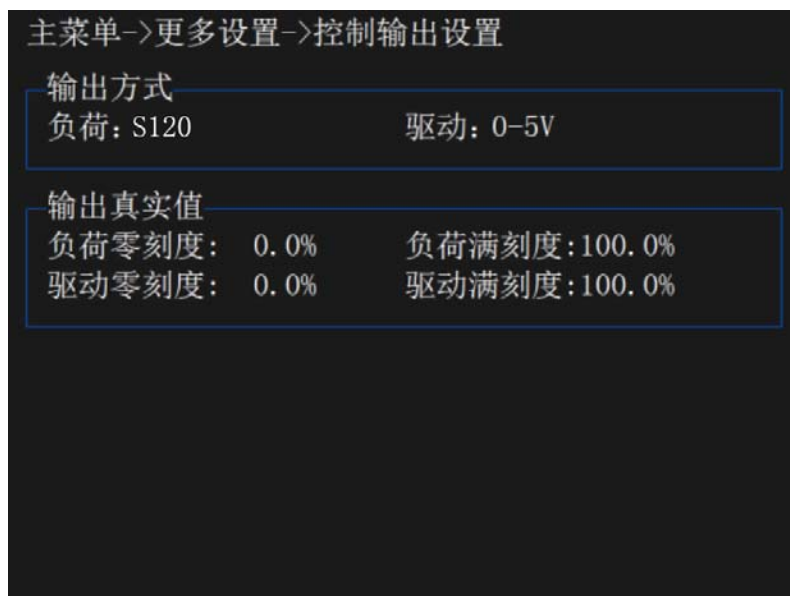 主菜单->更多设置->控制输出设置
输出方式
负荷: S120 驱动: 0-5V
输出真实值
负荷零刻度: 0.0% 负荷满刻度:100.0%
驱动零刻度: 0.0% 驱动满刻度:100.0%